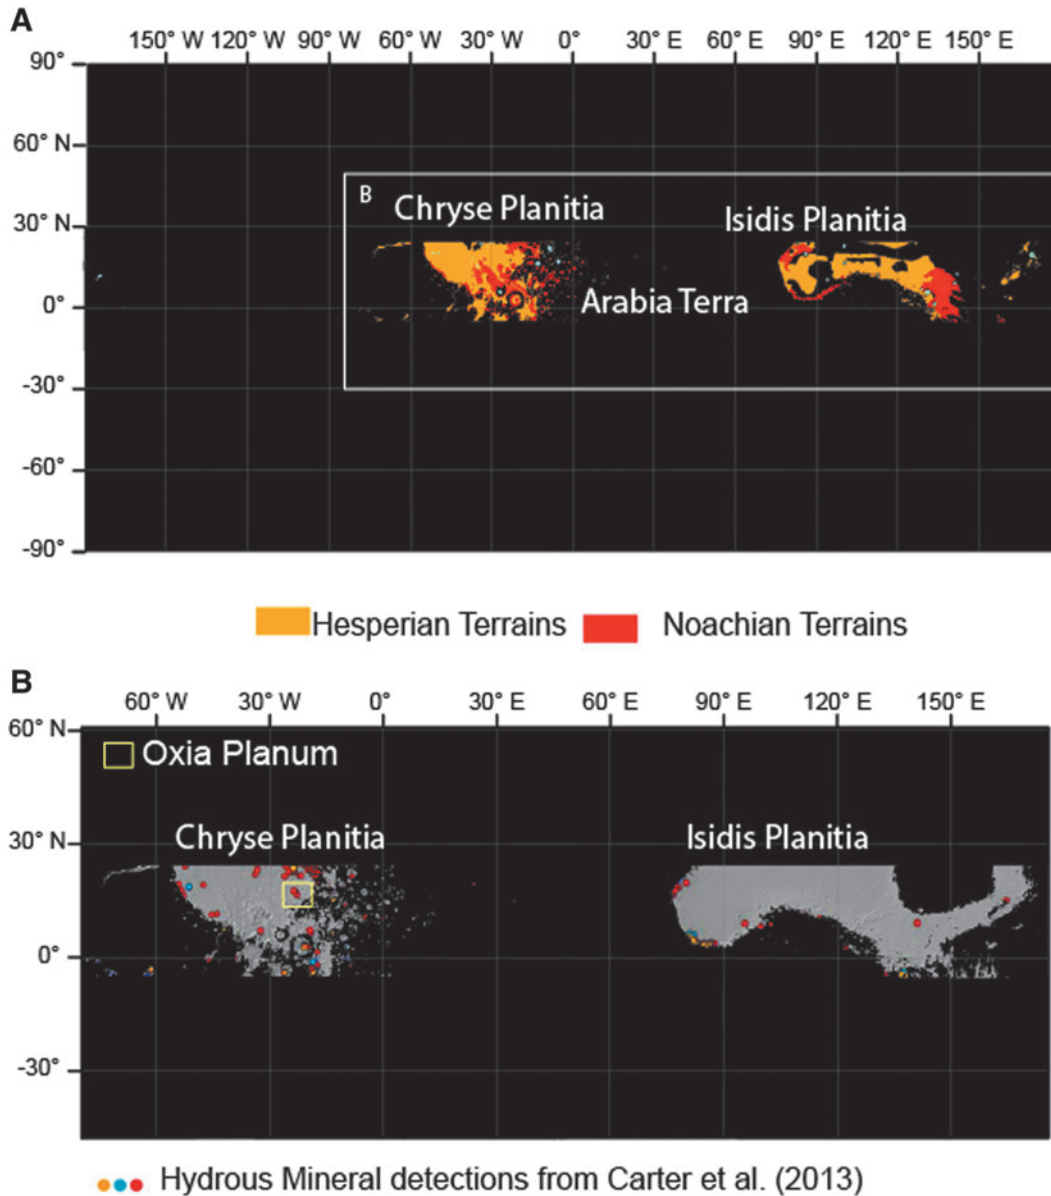 A
150° W 120° W 90° W 60° W 30° W 0° 30° E 60° E 90° E 120° E 150° E
90°
60° N
30° N
0°
-30°
-60°
-90°
B
Chryse Planitia
Isidis Planitia
Arabia Terra
Hesperian Terrains Noachian Terrains
B
60° W 30° W 0° 30° E 60° E 90° E 120° E 150° E
60° N
30° N
0°
-30°
Oxia Planum
Chryse Planitia
Isidis Planitia
Hydrous Mineral detections from Carter et al. (2013)